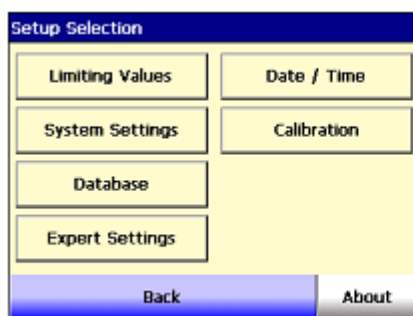 Setup Selection
Limiting Values
Date / Time
System Settings
Calibration
Database
Expert Settings
Back
About